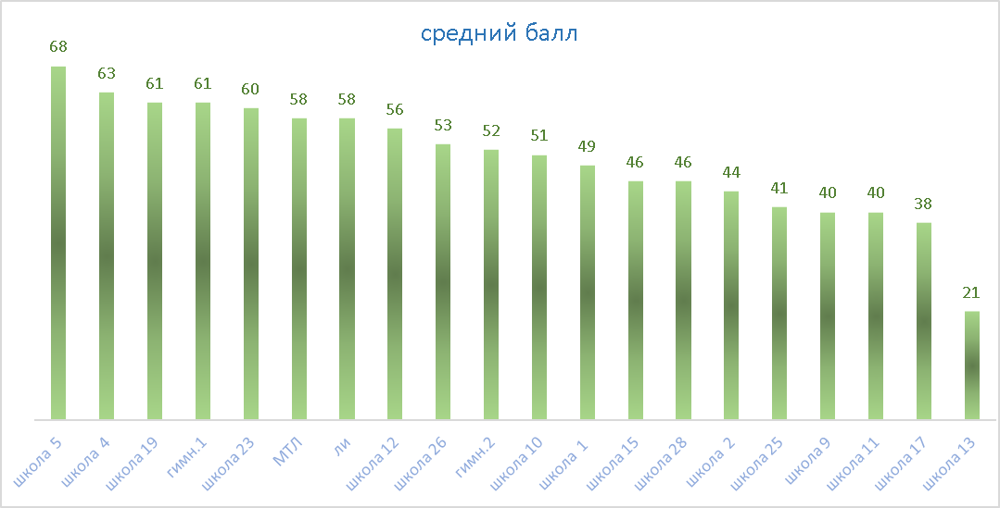 средний балл
68
63
61
61
60
58
58
56
53
52
51
49
46
46
44
41
40
40
38
21
школа 5
школа 4
школа 19
гимн.1
школа 23
МТЛ
ли
школа 12
школа 26
гимн.2
школа 10
школа 1
школа 15
школа 28
школа 2
школа 25
школа 9
школа 11
школа 17
школа 13